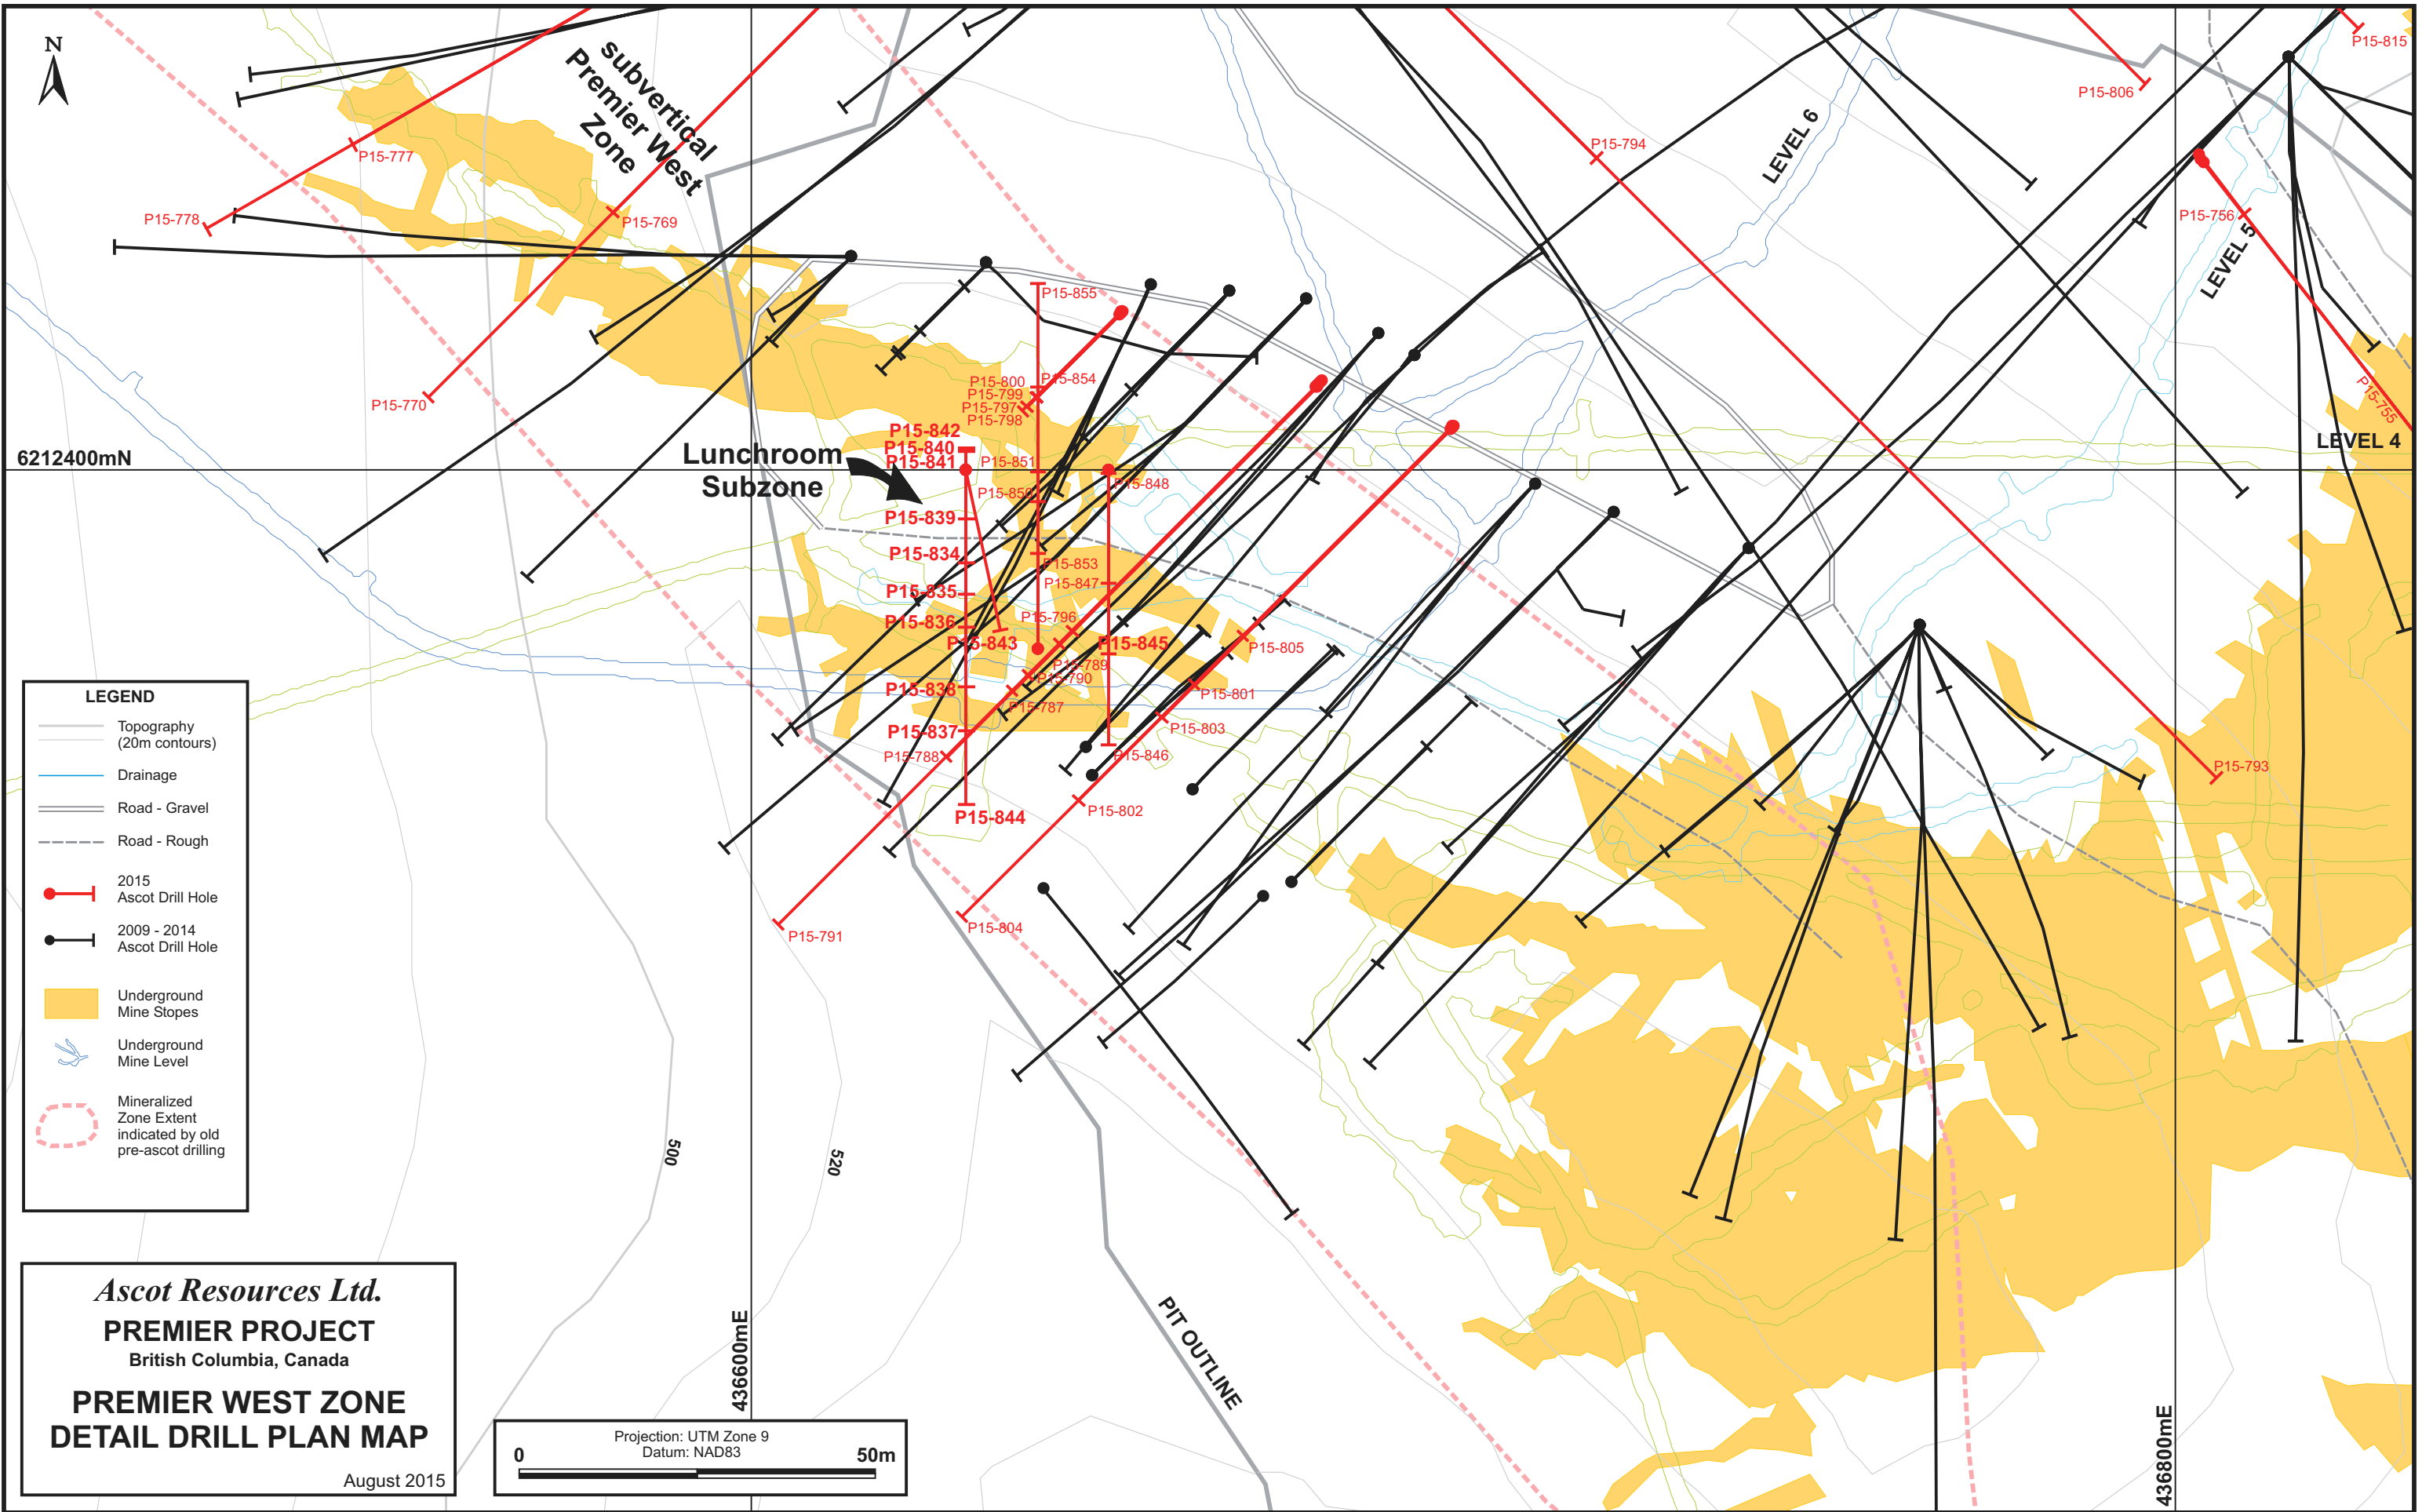 N
subvertical
Premier West
Zone
P15-815
P15-806
P15-777
P15-794
LEVEL 6
P15-778
P15-769
P15-756
LEVEL 5
P15-855
P15-770
P15-800
P15-854
P15-799
P15-797
P15-798
P15-755
P15-842
P15-840
P15-841
Lunchroom
Subzone
6212400mN
LEVEL 4
P15-851
P15-850
P15-848
P15-839
P15-834
P15-853
P15-847
P15-835
P15-796
P15-836
P15-843
P15-845
P15-805
P15-789
P15-790
P15-838
P15-801
P15-787
P15-803
P15-837
P15-788
P15-846
P15-793
P15-802
P15-844
P15-791
P15-804
LEGEND
Topography
(20m contours)
Drainage
Road - Gravel
Road - Rough
2015
Ascot Drill Hole
2009 - 2014
Ascot Drill Hole
Underground
Mine Stopes
Underground
Mine Level
Mineralized
Zone Extent
indicated by old
pre-ascot drilling
500
520
PIT OUTLINE
436600mE
436800mE
Ascot Resources Ltd.
PREMIER PROJECT
British Columbia, Canada
PREMIER WEST ZONE
DETAIL DRILL PLAN MAP
August 2015
Projection: UTM Zone 9
Datum: NAD83
0
50m